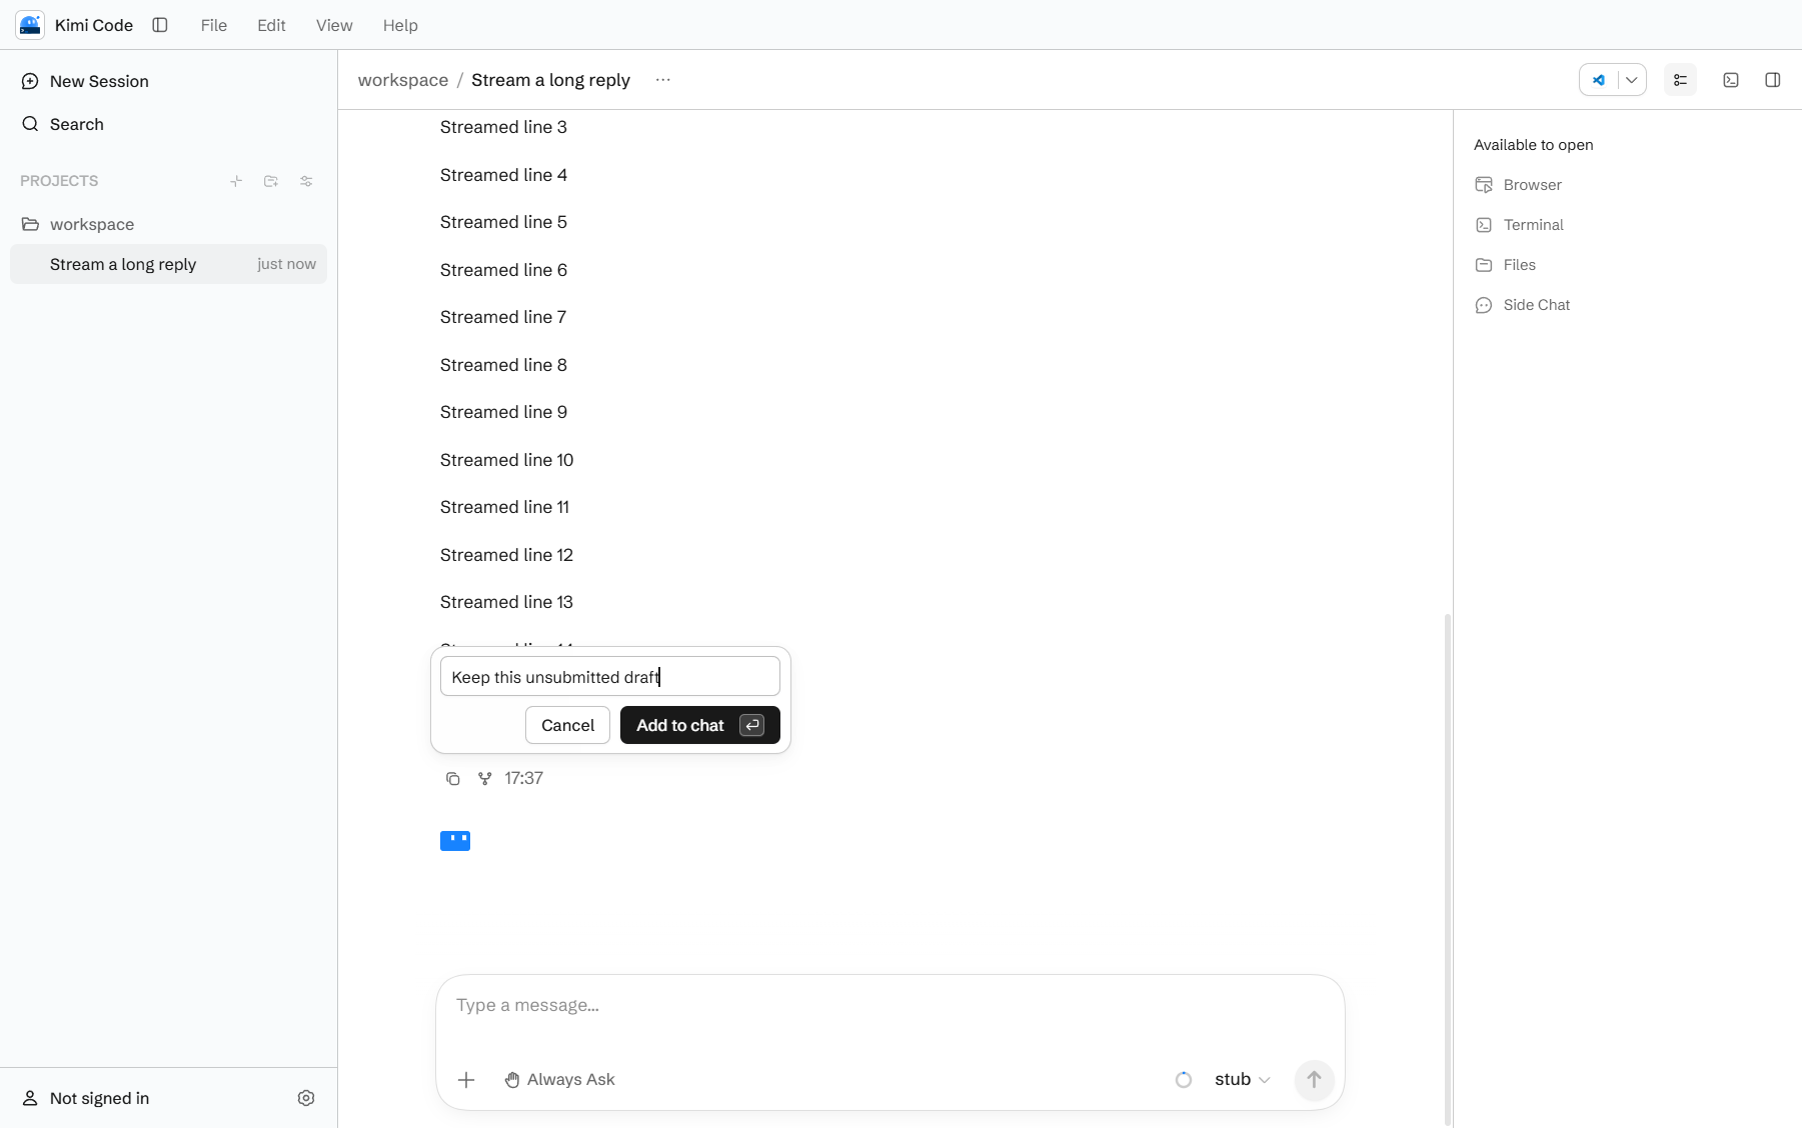 Kimi Code File Edit View Help
New Session
Search
PROJECTS
workspace
Stream a long reply just now
Not signed in
workspace / Stream a long reply ...
Streamed line 3
Streamed line 4
Streamed line 5
Streamed line 6
Streamed line 7
Streamed line 8
Streamed line 9
Streamed line 10
Streamed line 11
Streamed line 12
Streamed line 13
Keep this unsubmitted draft
Cancel Add to chat
17:37
Type a message...
Always Ask stub
Available to open
Browser
Terminal
Files
Side Chat